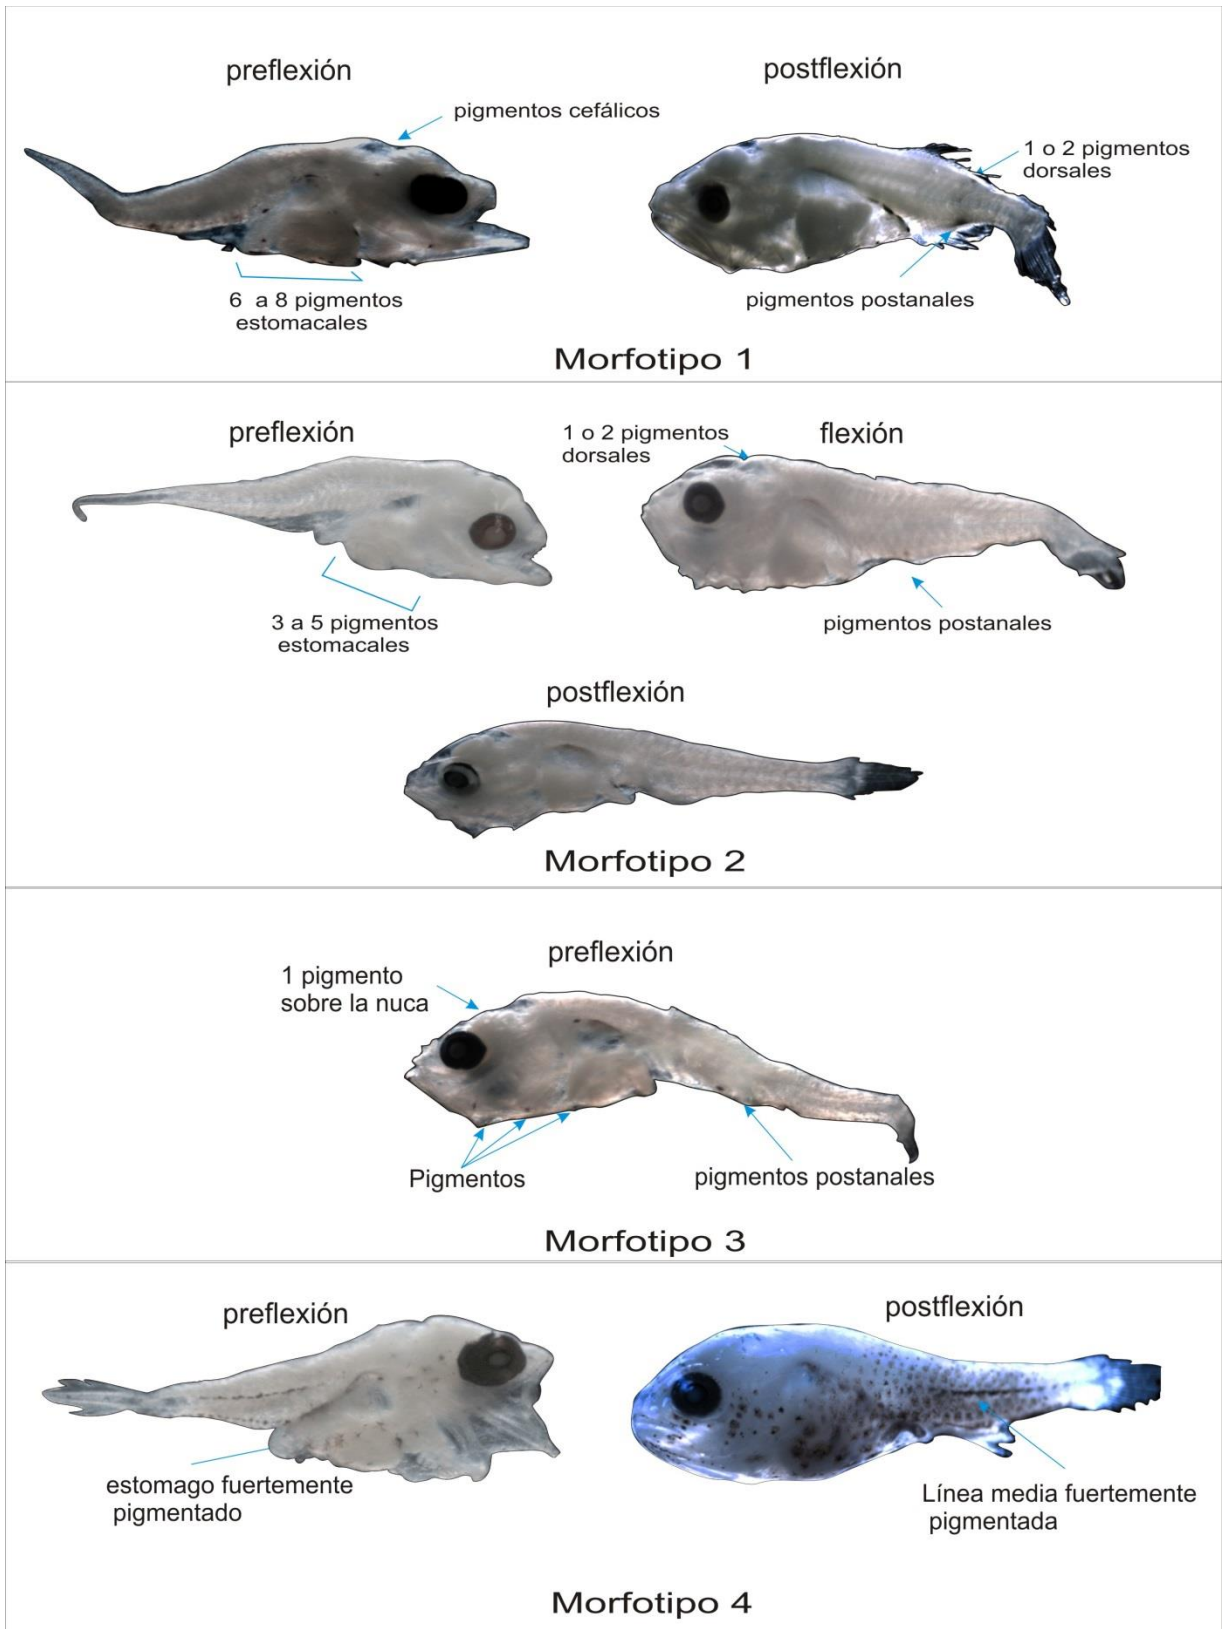 preflexión
postflexión
pigmentos cefálicos
1 o 2 pigmentos
dorsales
6 a 8 pigmentos
estomacales
pigmentos postanales
Morfotipo 1
preflexión
1 o 2 pigmentos
dorsales
flexión
3 a 5 pigmentos
estomacales
pigmentos postanales
postflexión
Morfotipo 2
preflexión
1 pigmento
sobre la nuca
Pigmentos
pigmentos postanales
Morfotipo 3
preflexión
postflexión
estomago fuertemente
pigmentado
Línea media fuertemente
pigmentada
Morfotipo 4